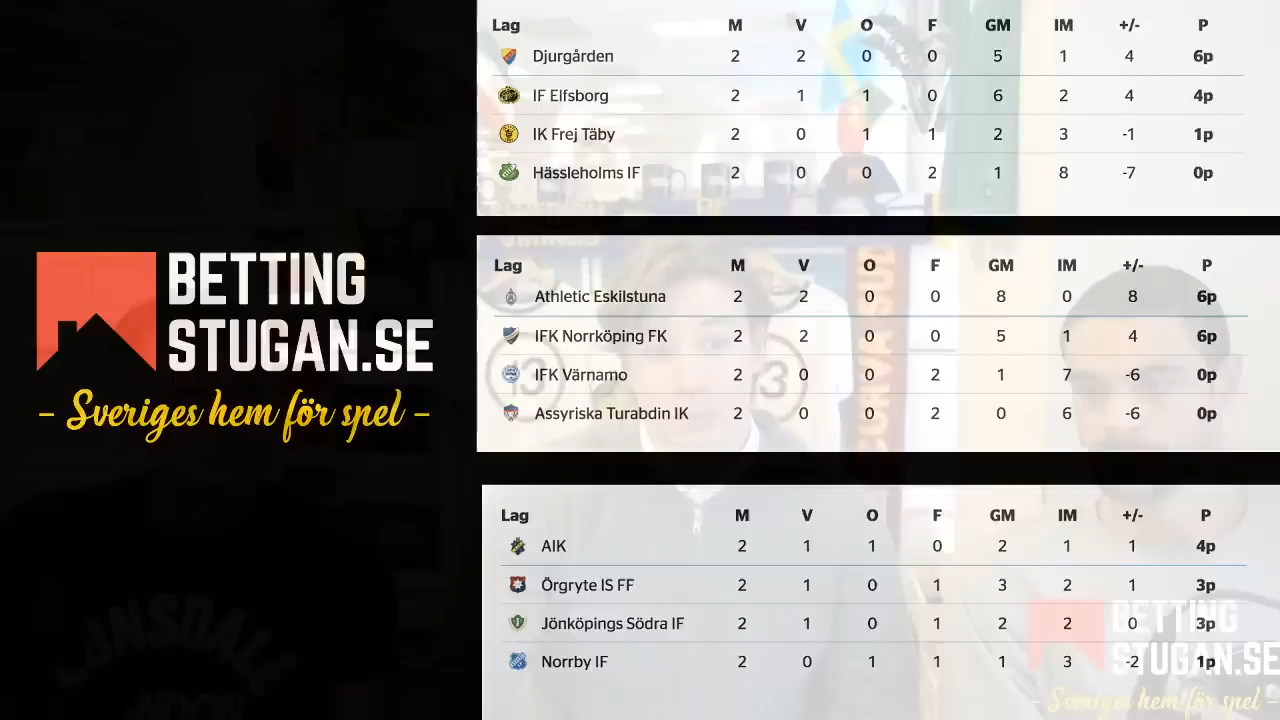 BETTING
STUGAN.SE
– Sveriges hem för spel –
Lag M V O F GM IM +/- P
Djurgården 2 2 0 0 5 1 4 6p
IF Elfsborg 2 1 1 0 6 2 4 4p
IK Frej Täby 2 0 1 1 2 3 -1 1p
Hässleholms IF 2 0 0 2 1 8 -7 0p
Lag M V O F GM IM +/- P
Athletic Eskilstuna 2 2 0 0 8 0 8 6p
IFK Norrköping FK 2 2 0 0 5 1 4 6p
IFK Värnamo 2 0 0 2 1 7 -6 0p
Assyriska Turabdin IK 2 0 0 2 0 6 -6 0p
Lag M V O F GM IM +/- P
AIK 2 1 1 0 2 1 1 4p
Örgryte IS FF 2 1 0 1 3 2 1 3p
Jönköpings Södra IF 2 1 0 1 2 2 0 3p
Norrby IF 2 0 1 1 1 3 -2 1p
BETTING
STUGAN.SE
– Sveriges hem för spel –
LONSDALE